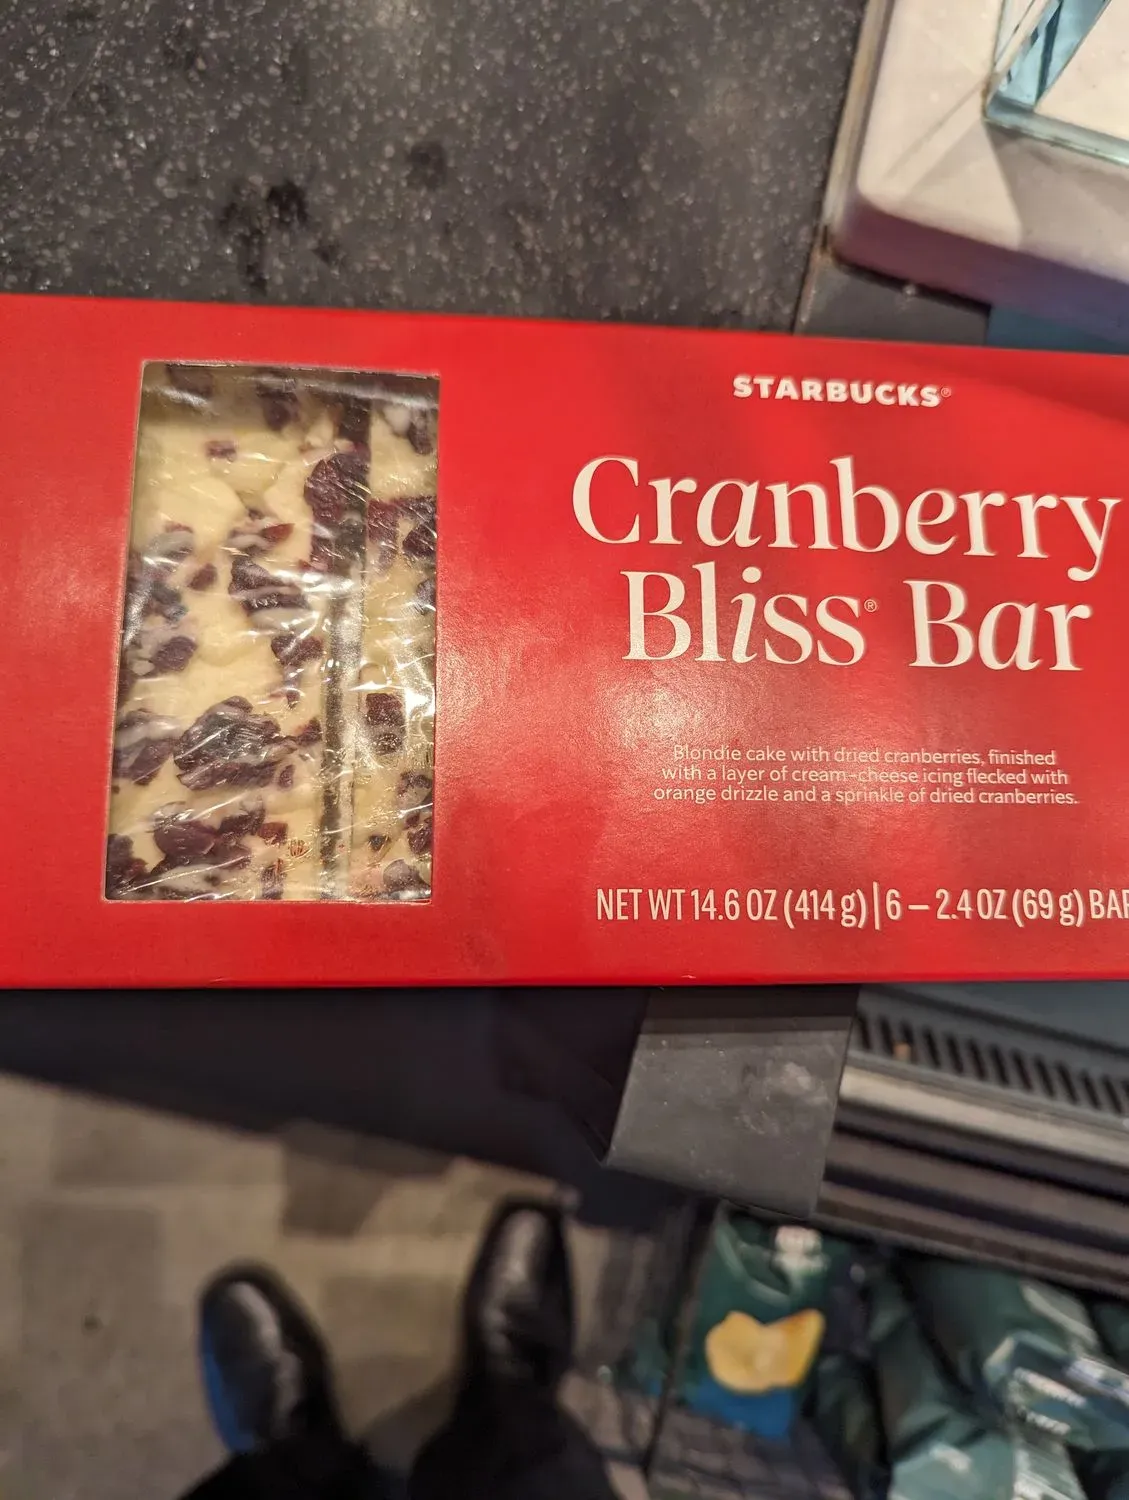 STARBUCKS®
Cranberry
Bliss® Bar
Blondie cake with dried cranberries, finished
with a layer of cream-cheese icing flecked with
orange drizzle and a sprinkle of dried cranberries.
NET WT 14.6 OZ (414 g) | 6 – 2.4 OZ (69 g) BAR